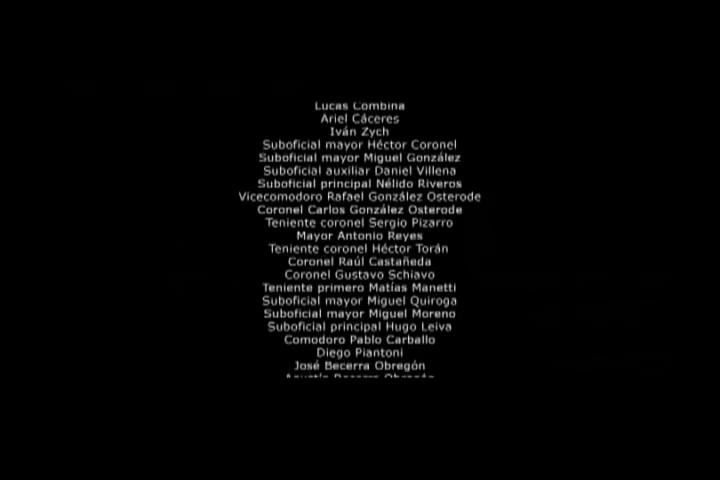 Lucas Combina
Ariel Cáceres
Iván Zych
Suboficial mayor Héctor Coronel
Suboficial mayor Miguel González
Suboficial auxiliar Daniel Villena
Suboficial principal Nélido Riveros
Vicecomodoro Rafael González Osterode
Coronel Carlos González Osterode
Teniente coronel Sergio Pizarro
Mayor Antonio Reyes
Teniente coronel Héctor Torán
Coronel Raúl Castañeda
Coronel Gustavo Schiavo
Teniente primero Matías Manetti
Suboficial mayor Miguel Quiroga
Suboficial mayor Miguel Moreno
Suboficial principal Hugo Leiva
Comodoro Pablo Carballo
Diego Piantoni
José Becerra Obregón
Agustín Becerra Obregón